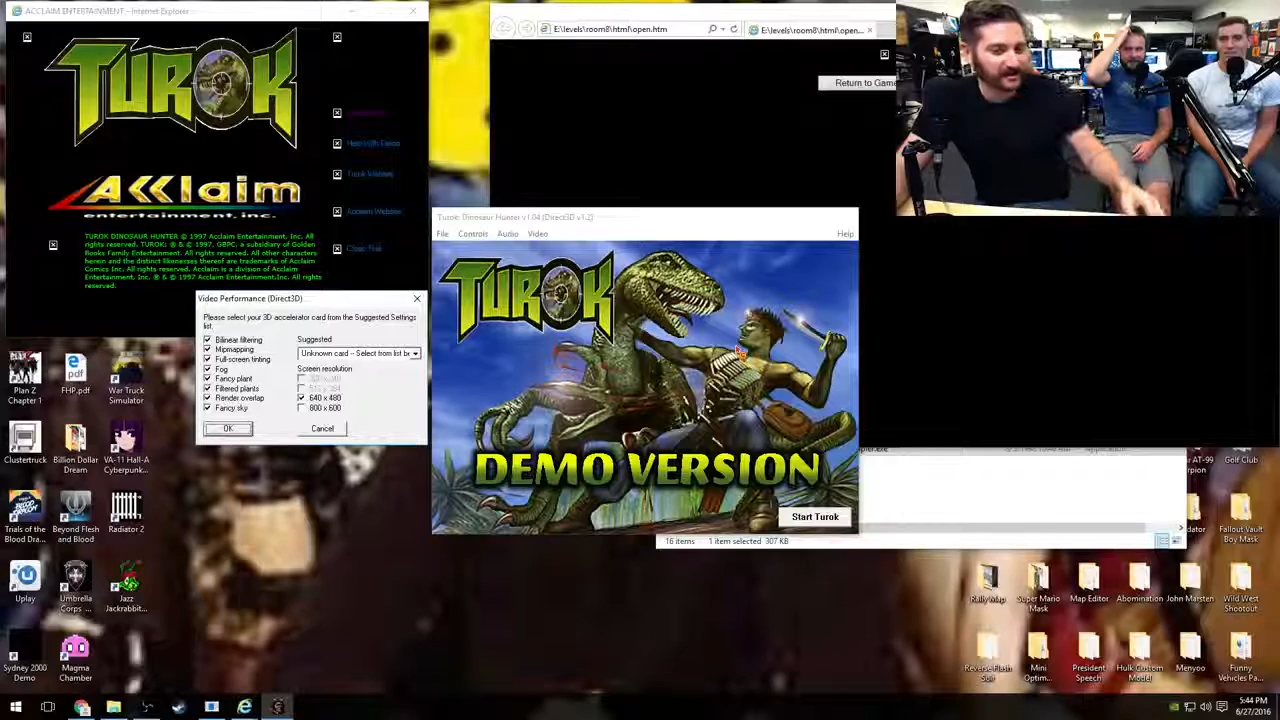 ACCLAIM ENTERTAINMENT - Internet Explorer
TUROK
AKKlaim
entertainment, inc.
TUROK DINOSAUR HUNTER © 1997 Acclaim Entertainment, Inc. All
rights reserved. TUROK: ® & © 1997, GBPC, a subsidiary of Golden
Books Family Entertainment. All rights reserved. All other characters
herein and the distinct likenesses thereof are trademarks of Acclaim
Comics Inc. All rights reserved. Acclaim is a division of Acclaim
Entertainment, Inc. ® & © 1997 Acclaim Entertainment,Inc. All rights
reserved.
Turok Website
Acclaim Website
E:\levels\room8\html\open.htm
E:\levels\room8\html\open...
Return to Game
Turok: Dinosaur Hunter v1.04 (Direct3D v1.2)
File Controls Audio Video Help
TUROK
DEMO VERSION
Start Turok
Video Performance (Direct3D)
Please select your 3D accelerator card from the Suggested Settings
list.
Bilinear filtering
Mipmapping
Full-screen tinting
Fog
Fancy plant
Filtered plants
Render overlap
Fancy sky
Suggested
Unknown card -- Select from list be
Screen resolution
640 x 480
800 x 600
OK
Cancel
16 items 1 item selected 307 KB
Plan Z
Chapter 1
FHP.pdf
War Truck
Simulator
Clustertruck
Billion Dollar
Dream
VA-11 Hall-A
Cyberpunk...
Trials of the
Blood Dra...
Beyond Flesh
and Blood
Radiator 2
Uplay
Umbrella
Corps ...
Jazz
Jackrabbit...
Sydney 2000
Demo
Magma
Chamber
AT-99
Golf Club
Fallout Vault
Boy Mask
Rally Map
Super Mario
Mask
Map Editor
Abomination
John Marsten
Wild West
Shootout
Reverse Flash
Suit
Mini
Optim...
President
Speech
Hulk Custom
Model
Menyoo
Funny
Vehicles Pa...
5:44 PM
6/27/2016